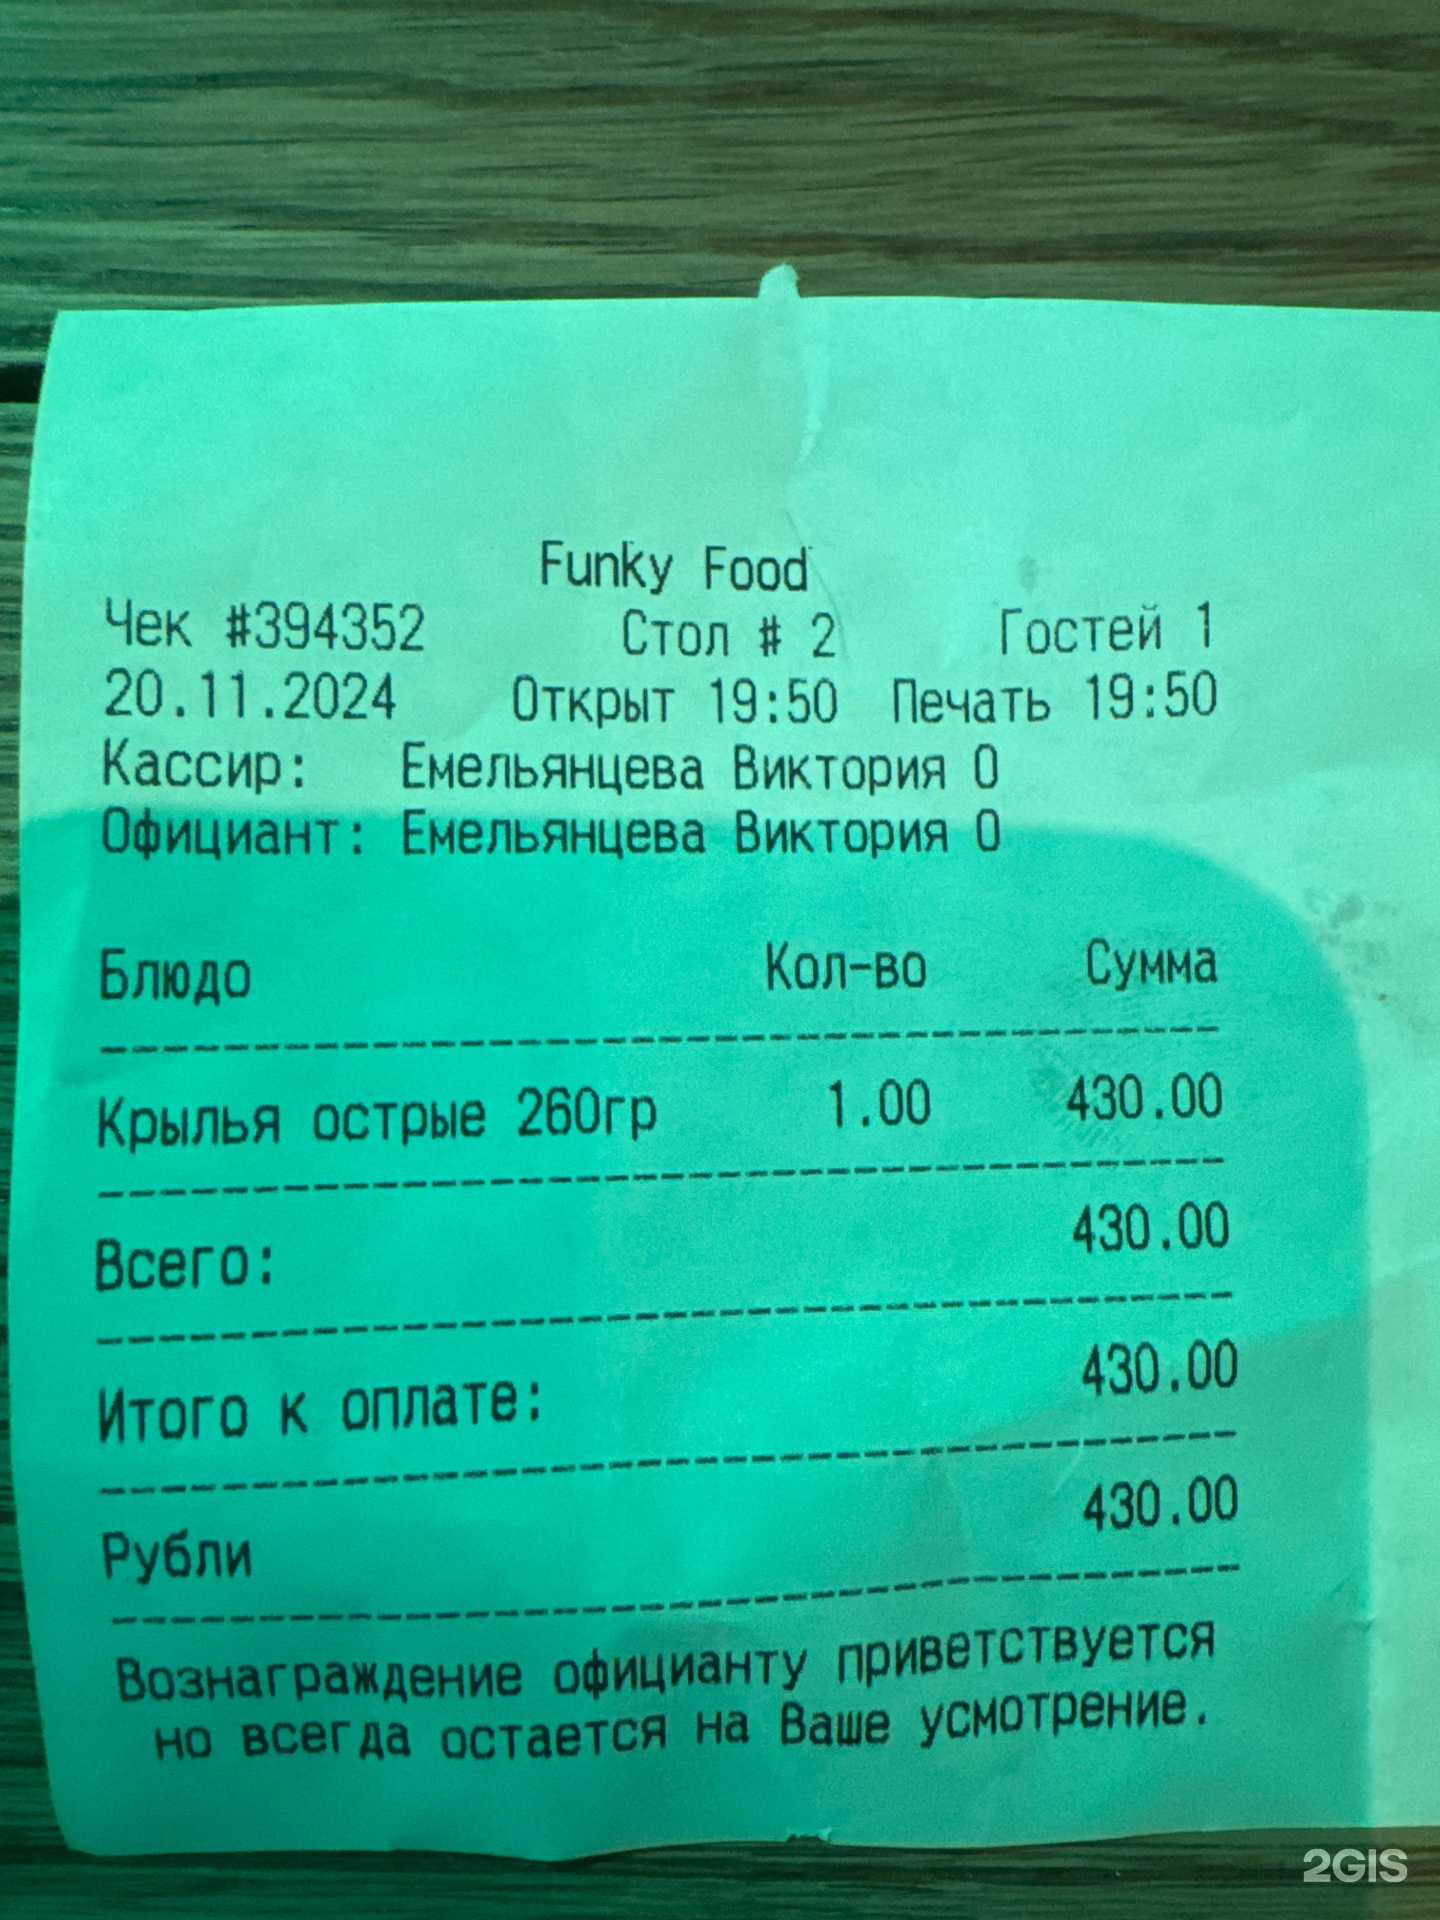 Funky Food
Чек #394352 Стол # 2 Гостей 1
20.11.2024 Открыт 19:50 Печать 19:50
Кассир: Емельянцева Виктория О
Официант: Емельянцева Виктория О
Блюдо Кол-во Сумма
Крылья острые 260гр 1.00 430.00
Всего: 430.00
Итого к оплате: 430.00
Рубли 430.00
Вознаграждение официанту приветствуется
но всегда остается на Ваше усмотрение.
2GIS